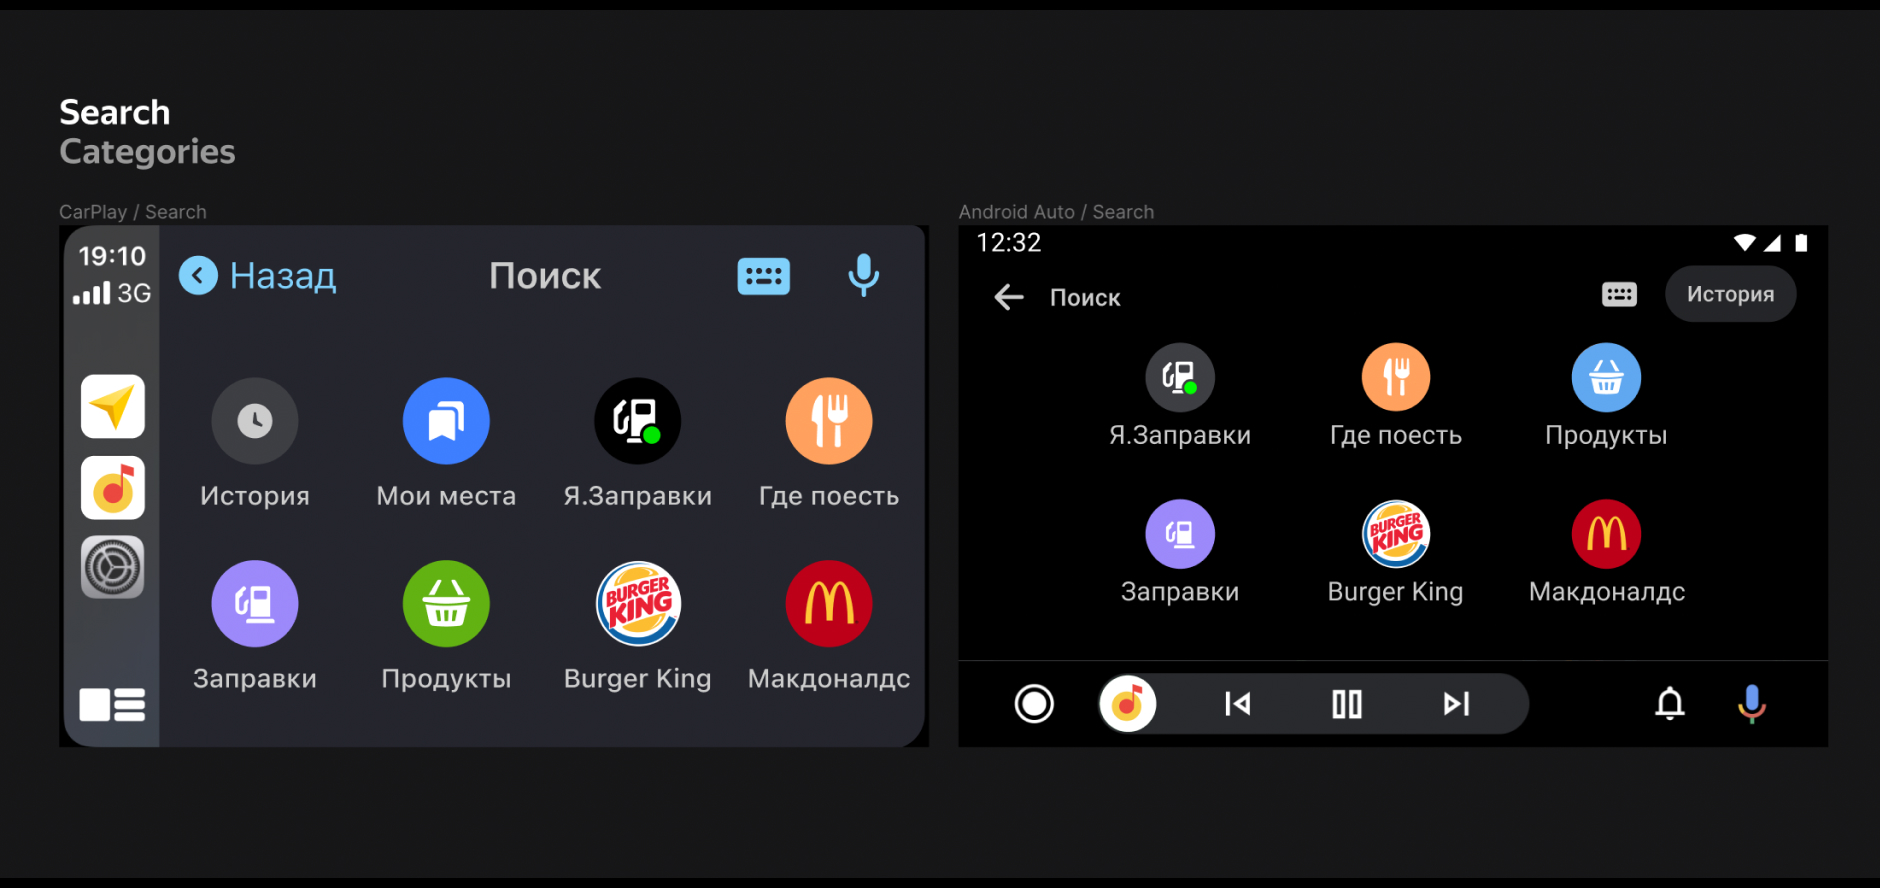 Search
Categories
CarPlay / Search
19:10
3G
Назад
Поиск
История
Мои места
Я.Заправки
Где поесть
Заправки
Продукты
BURGER
KING
Burger King
Макдоналдс
Android Auto / Search
12:32
Поиск
История
Я.Заправки
Где поесть
Продукты
Заправки
BURGER
KING
Burger King
Макдоналдс